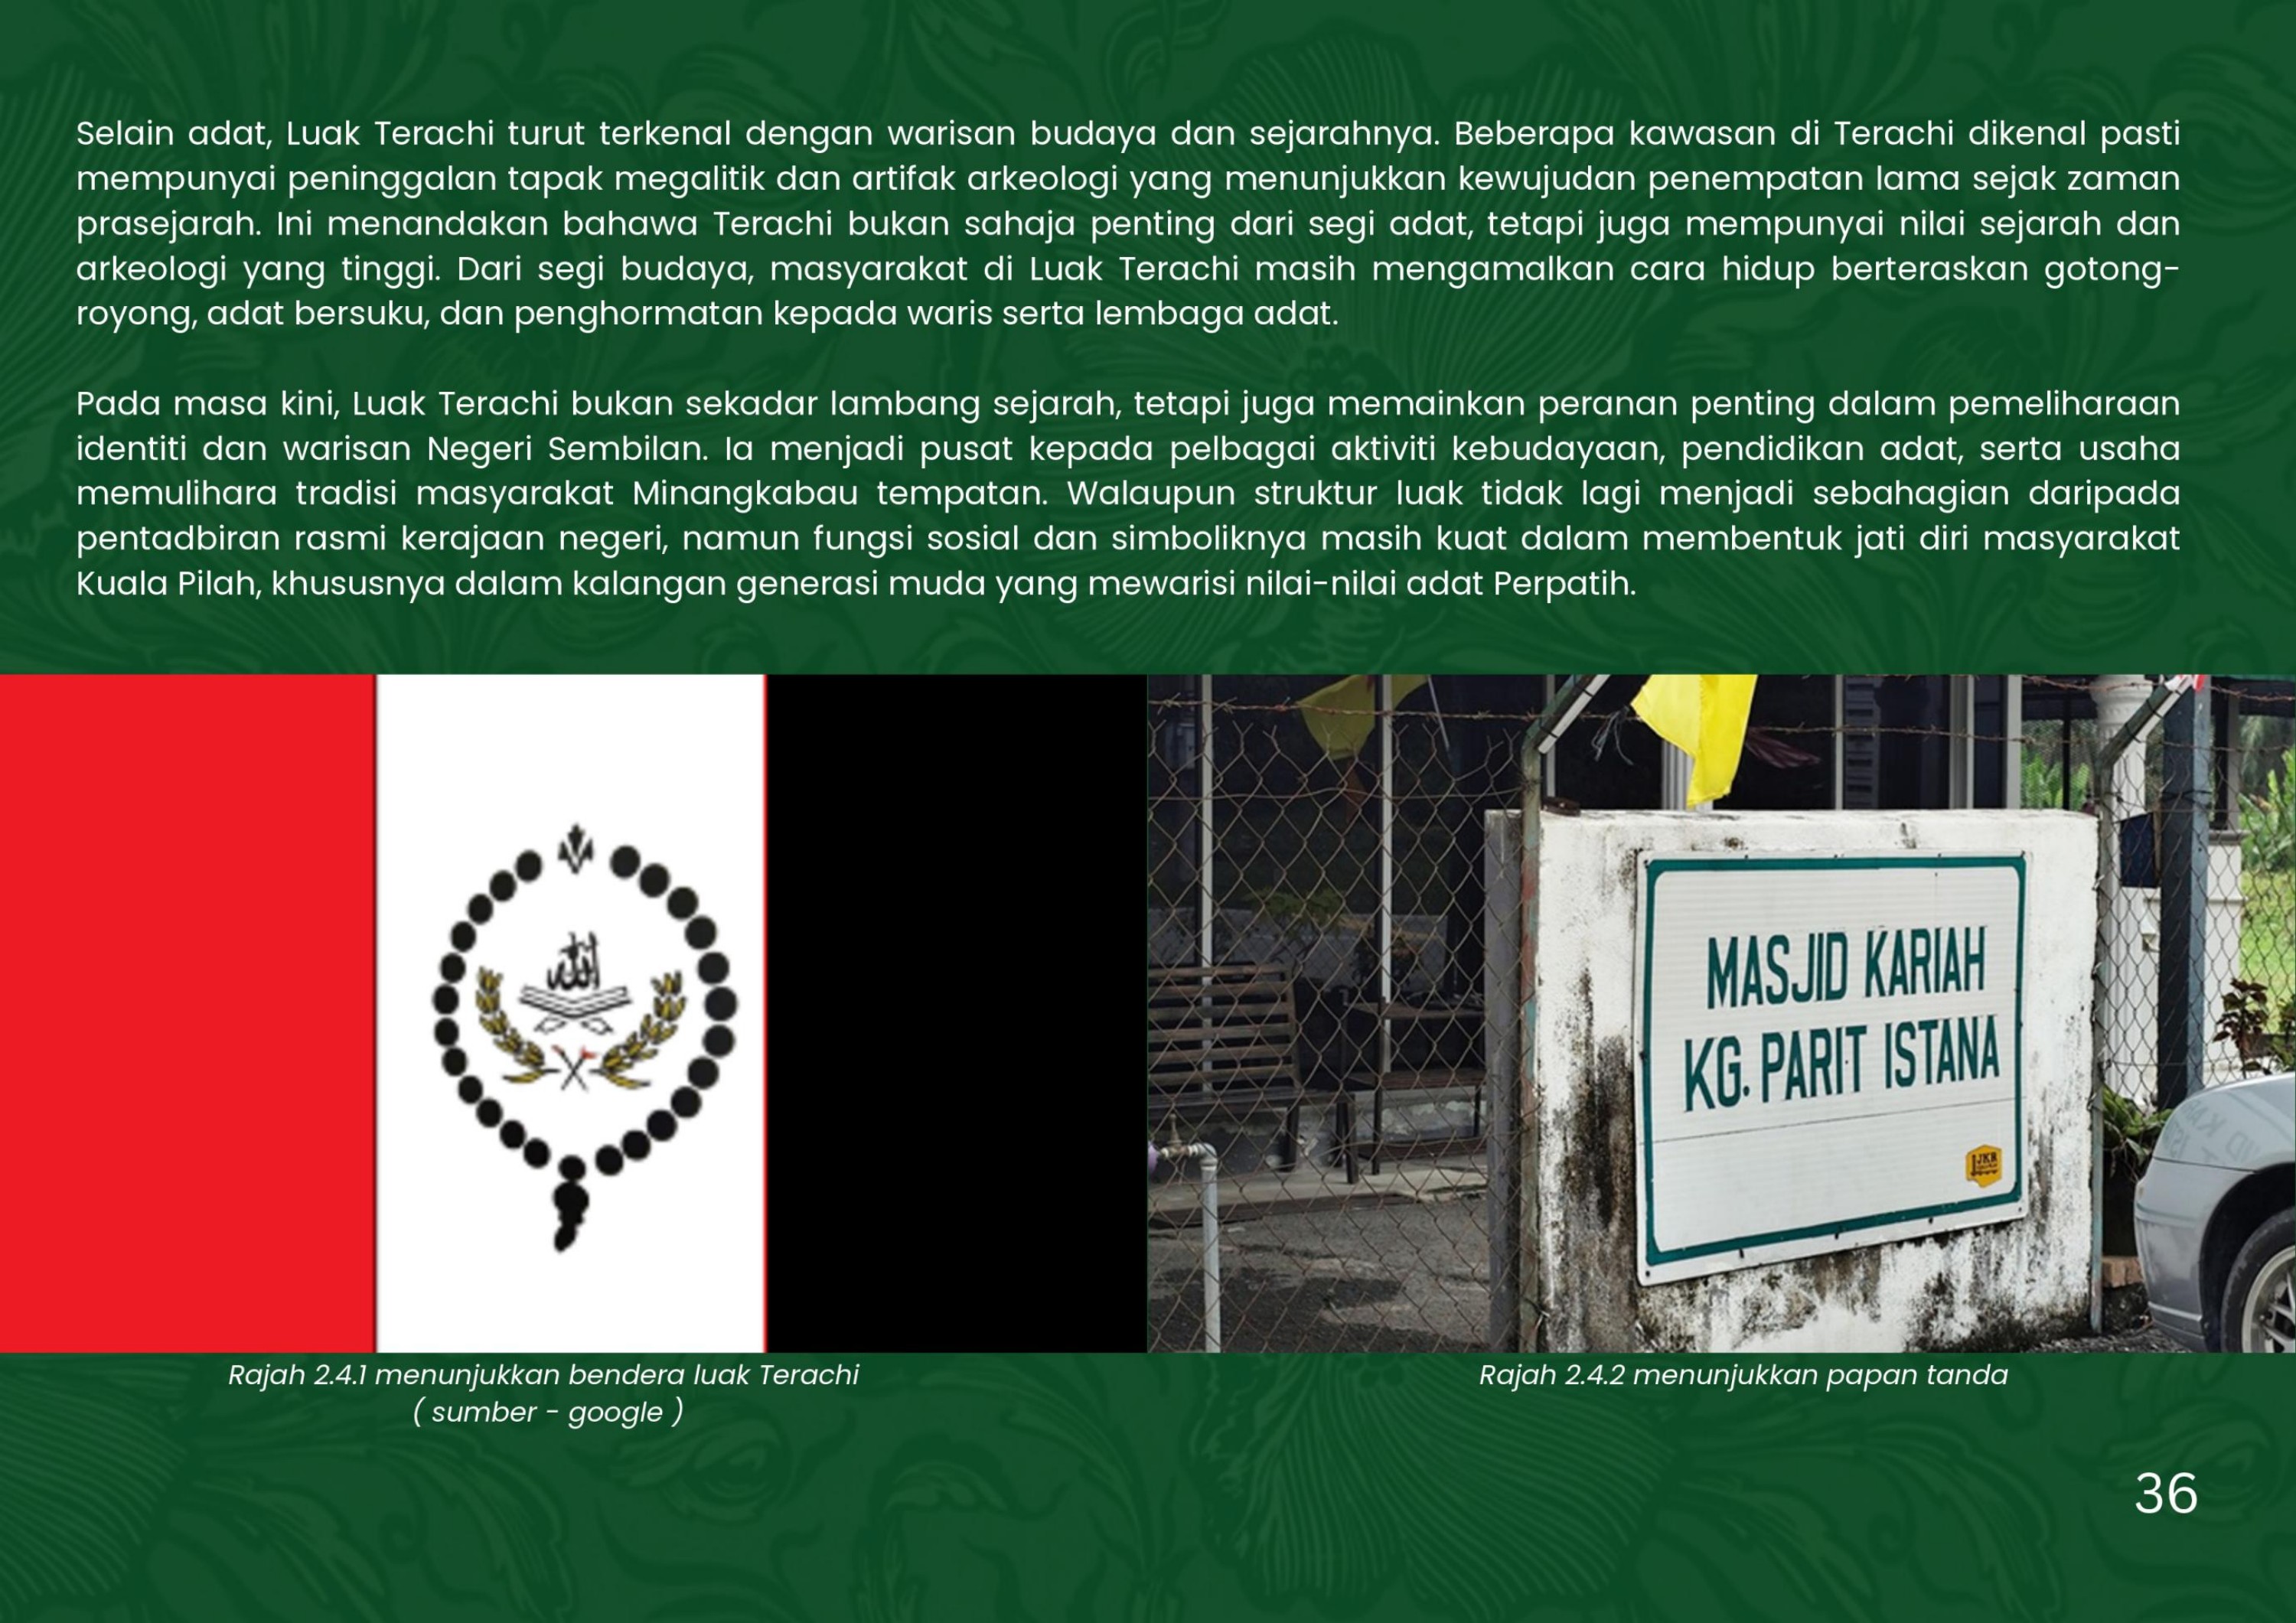 Selain adat, Luak Terachi turut terkenal dengan warisan budaya dan sejarahnya. Beberapa kawasan di Terachi dikenal pasti
mempunyai peninggalan tapak megalitik dan artifak arkeologi yang menunjukkan kewujudan penempatan lama sejak zaman
prasejarah. Ini menandakan bahawa Terachi bukan sahaja penting dari segi adat, tetapi juga mempunyai nilai sejarah dan
arkeologi yang tinggi. Dari segi budaya, masyarakat di Luak Terachi masih mengamalkan cara hidup berteraskan gotong-
royong, adat bersuku, dan penghormatan kepada waris serta lembaga adat.
Pada masa kini, Luak Terachi bukan sekadar lambang sejarah, tetapi juga memainkan peranan penting dalam pemeliharaan
identiti dan warisan Negeri Sembilan. Ia menjadi pusat kepada pelbagai aktiviti kebudayaan, pendidikan adat, serta usaha
memulihara tradisi masyarakat Minangkabau tempatan. Walaupun struktur luak tidak lagi menjadi sebahagian daripada
pentadbiran rasmi kerajaan negeri, namun fungsi sosial dan simboliknya masih kuat dalam membentuk jati diri masyarakat
Kuala Pilah, khususnya dalam kalangan generasi muda yang mewarisi nilai-nilai adat Perpatih.
الله
MASJID KARIAH
KG. PARIT ISTANA
JKR
Rajah 2.4.1 menunjukkan bendera luak Terachi
( sumber - google )
Rajah 2.4.2 menunjukkan papan tanda
36